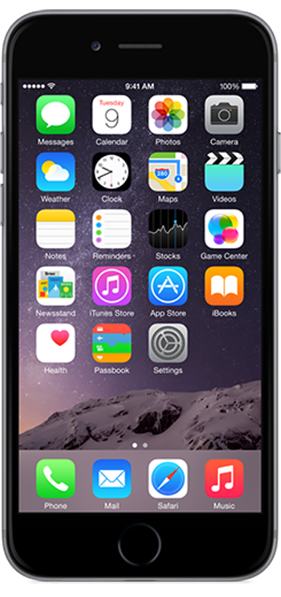 9:41 AM 100%
Tuesday
9
Messages Calendar Photos Camera
280
Weather Clock Maps Videos
Notes Reminders Stocks Game Center
Newsstand iTunes Store App Store iBooks
Health Passbook Settings
Phone Mail Safari Music